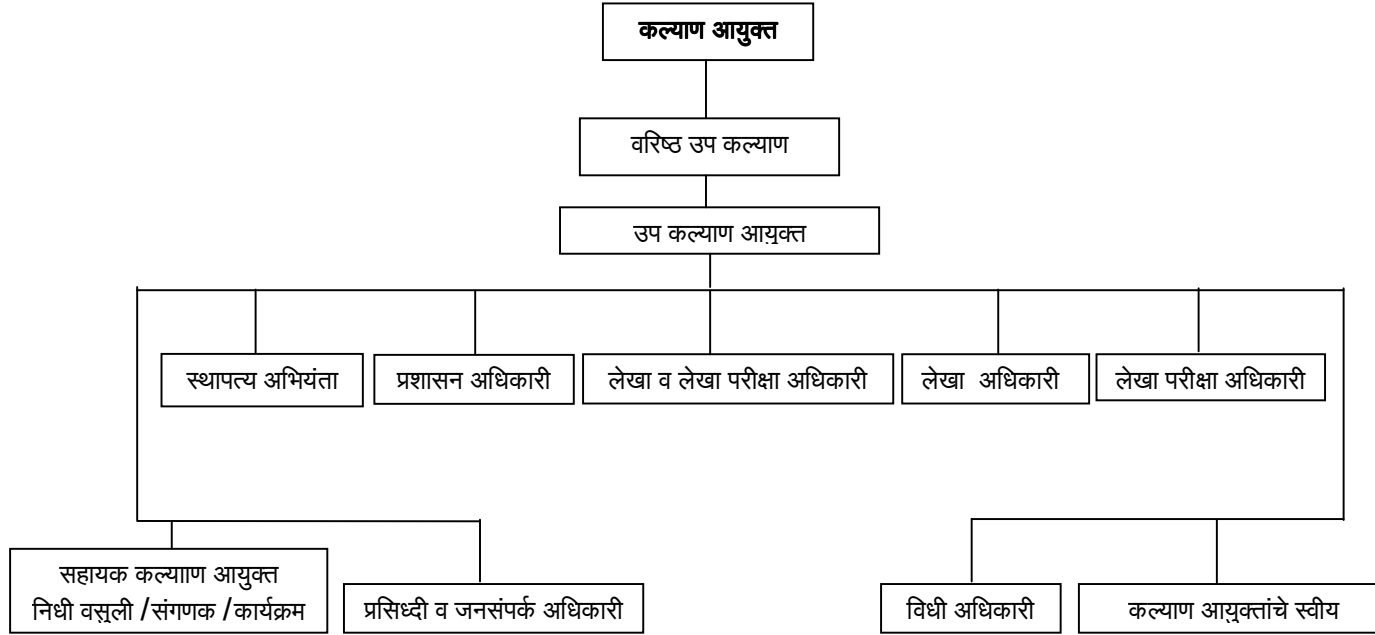 कल्याण आयुक्त
वरिष्ठ उप कल्याण
उप कल्याण आयुक्त
स्थापत्य अभियंता
प्रशासन अधिकारी
लेखा व लेखा परीक्षा अधिकारी
लेखा अधिकारी
लेखा परीक्षा अधिकारी
सहायक कल्यााण आयुक्त
निधी वसूली /संगणक /कार्यक्रम
प्रसिध्दी व जनसंपर्क अधिकारी
विधी अधिकारी
कल्याण आयुक्तांचे स्वीय